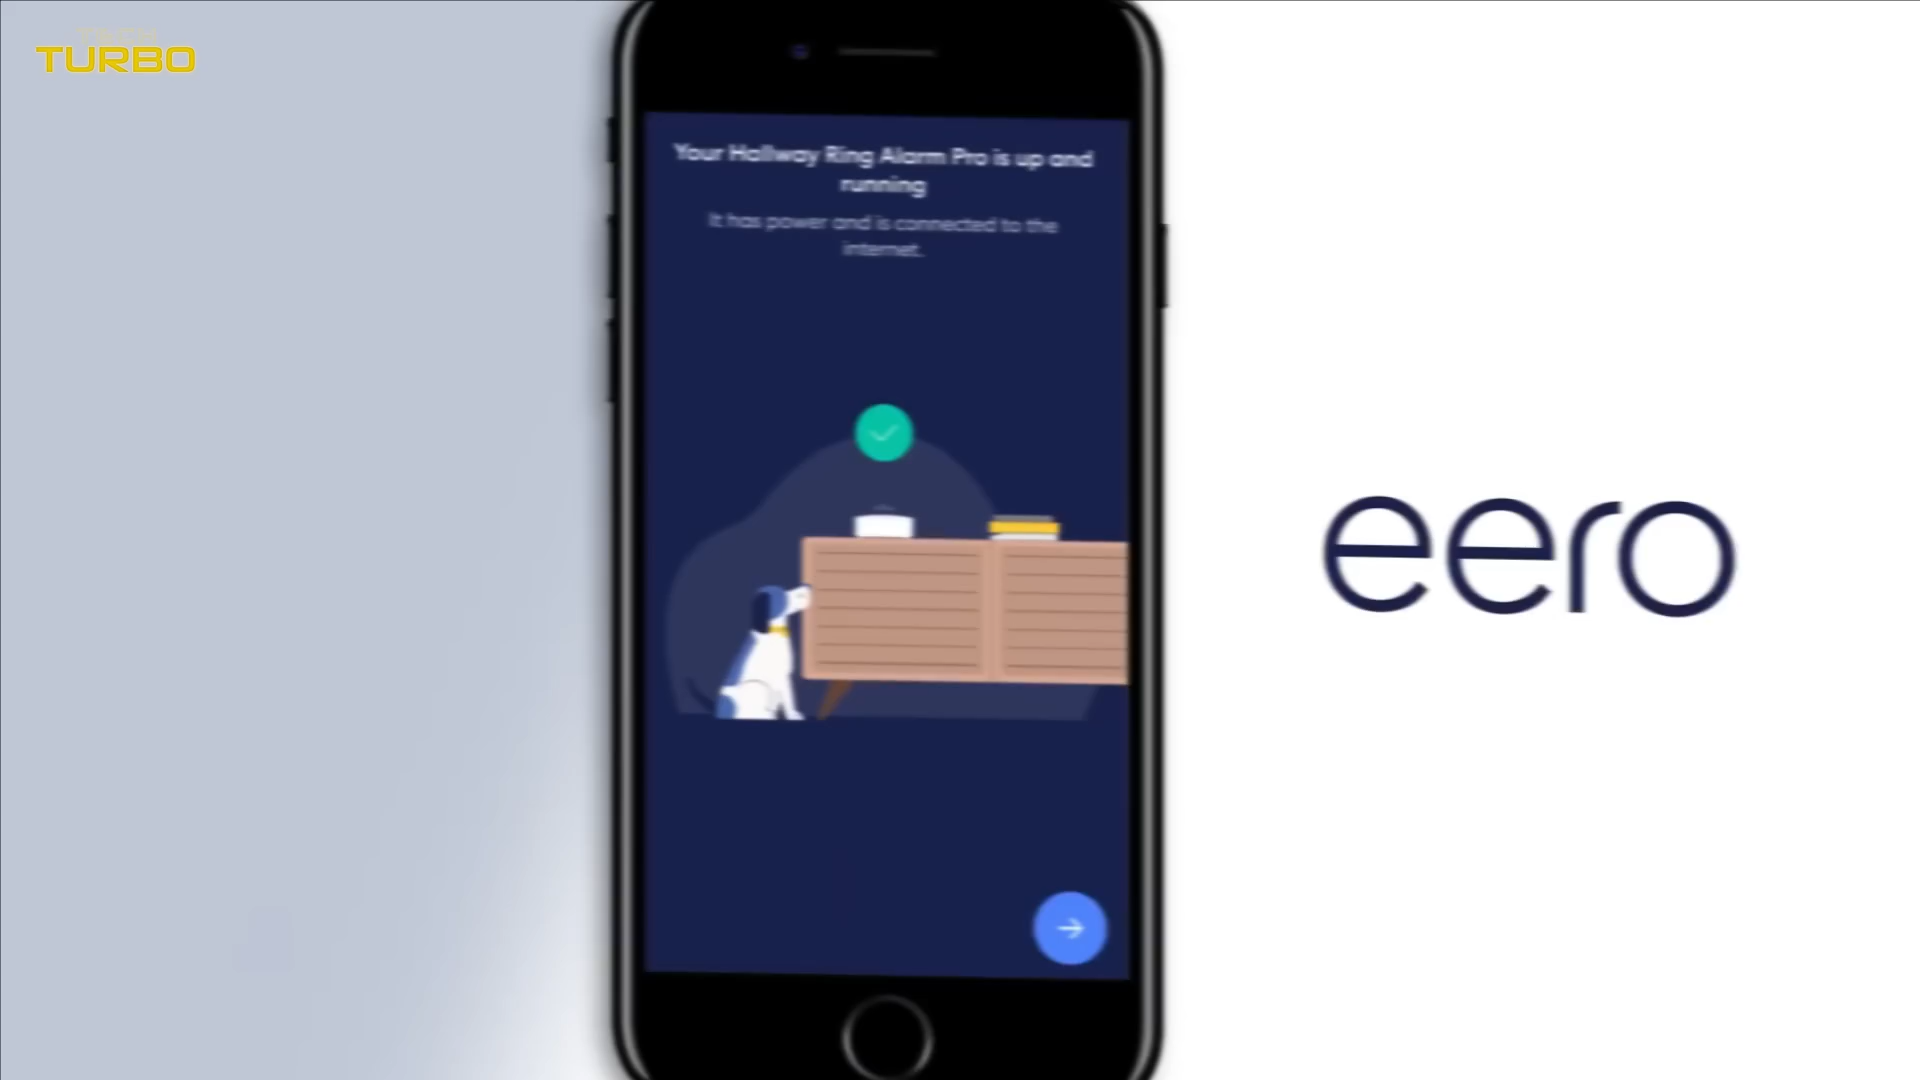 TURBO
Your Hallway Ring Alarm Pro is up and
running
It has power and is connected to the
internet.
eero